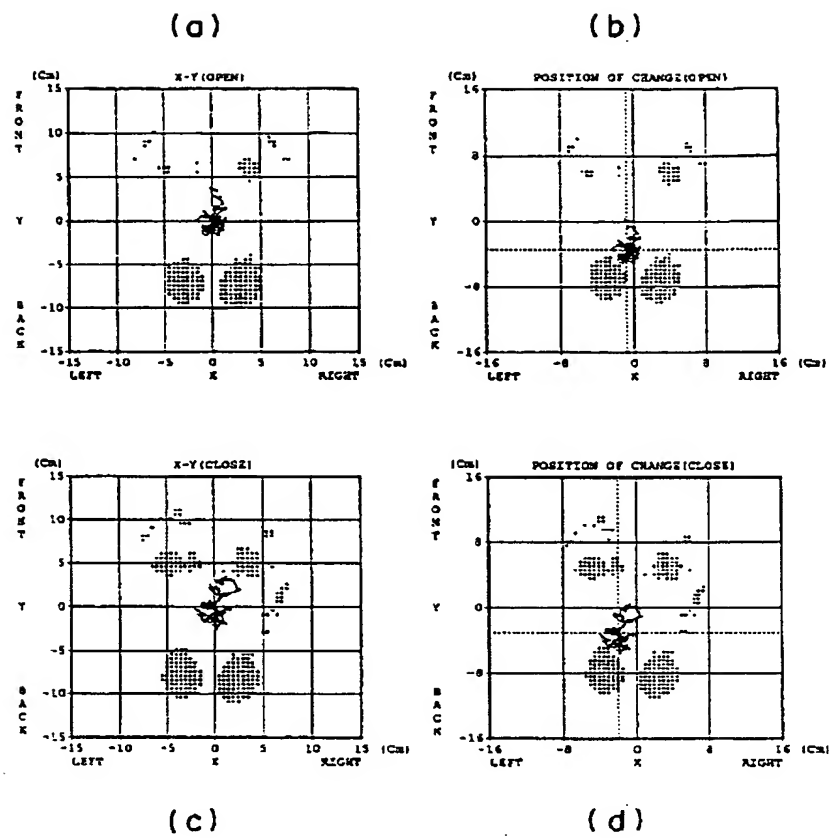 (a) (b)
(Cm) X-Y(OPEN)
15
10
5
0
-5
-10
-15
FRONT
Y
BACK
-15 -10 -5 0 5 10 15 (Cm)
LEFT X RIGHT
(Cm) POSITION OF CHANGE(OPEN)
16
8
0
-8
-16
FRONT
Y
BACK
-16 -8 0 8 16 (Cm)
LEFT X RIGHT
(Cm) X-Y(CLOSE)
15
10
5
0
-5
-10
-15
FRONT
Y
BACK
-15 -10 -5 0 5 10 15 (Cm)
LEFT X RIGHT
(Cm) POSITION OF CHANGE(CLOSE)
16
8
0
-8
-16
FRONT
Y
BACK
-16 -8 0 8 16 (Cm)
LEFT X RIGHT
(c) (d)